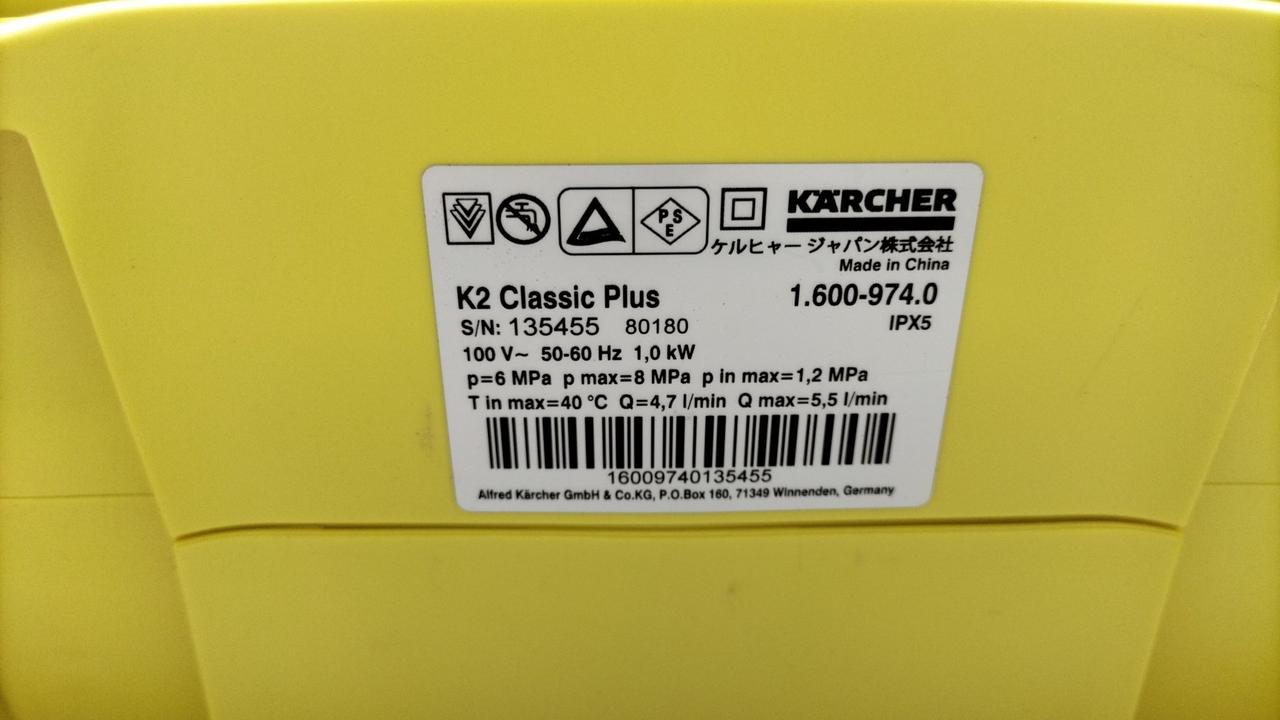 PSE
KÄRCHER
ケルヒャー ジャパン株式会社
Made in China
K2 Classic Plus 1.600-974.0
S/N: 135455 80180 IPX5
100 V~ 50-60 Hz 1,0 kW
p=6 MPa p max=8 MPa p in max=1,2 MPa
T in max=40 °C Q=4,7 l/min Q max=5,5 l/min
16009740135455
Alfred Kärcher GmbH & Co.KG, P.O.Box 160, 71349 Winnenden, Germany